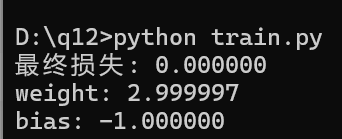 D:\q12>python train.py
最终损失: 0.000000
weight: 2.999997
bias: -1.000000